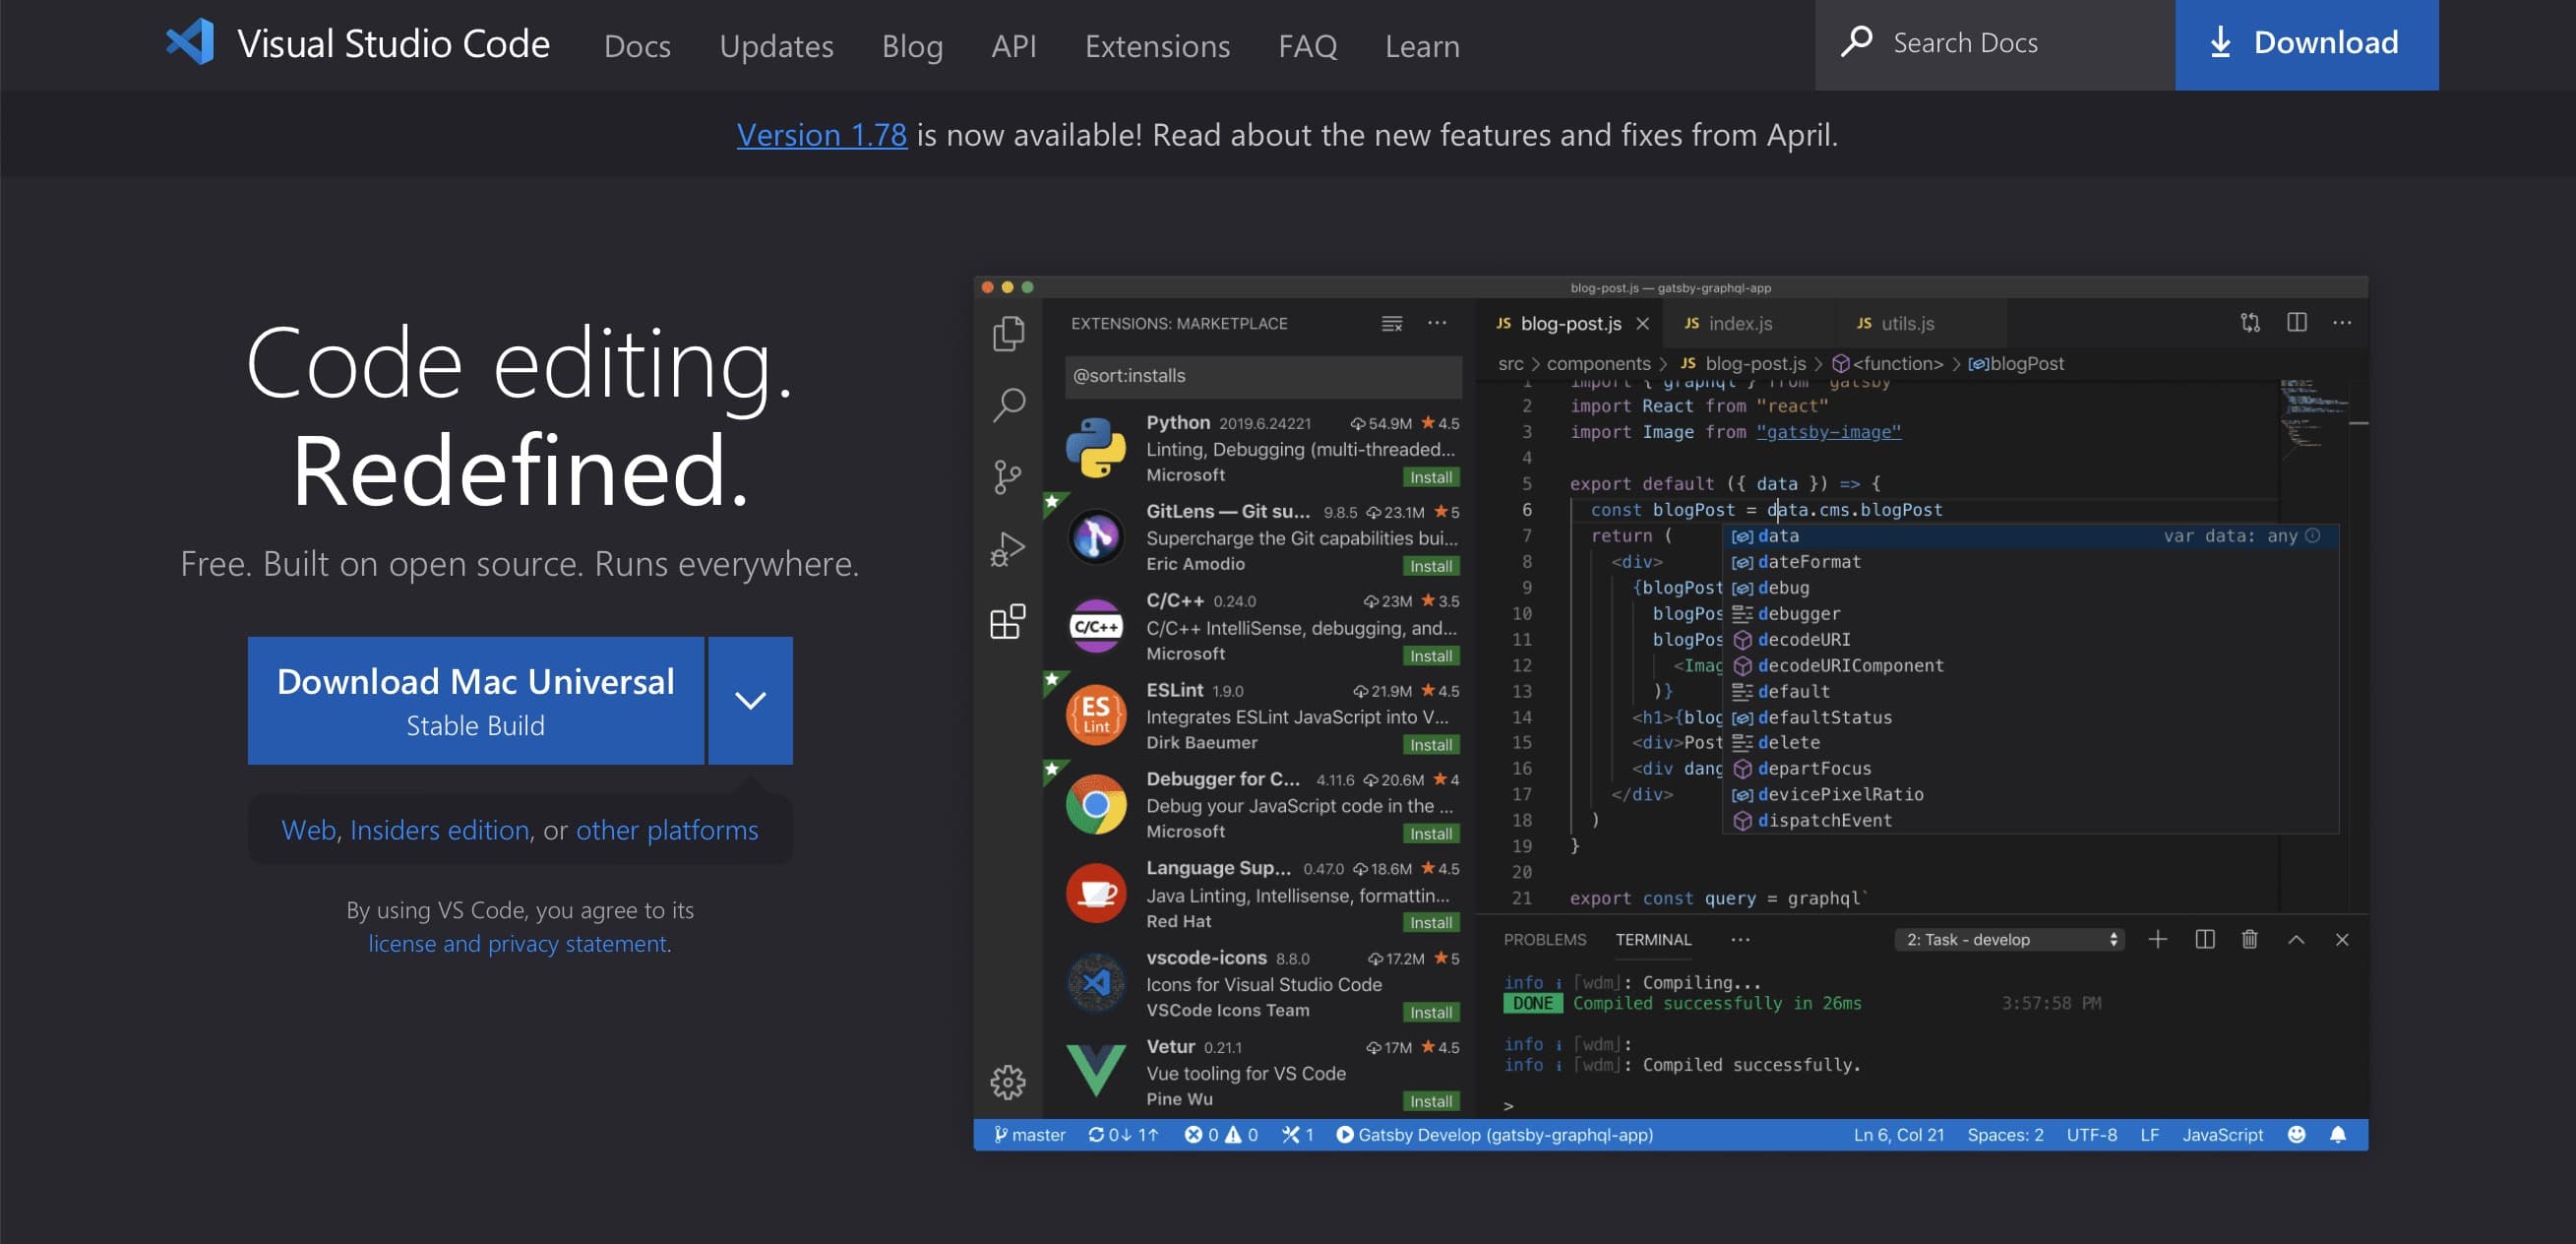 Visual Studio Code Docs Updates Blog API Extensions FAQ Learn Search Docs Download
Version 1.78 is now available! Read about the new features and fixes from April.
Code editing.
Redefined.
Free. Built on open source. Runs everywhere.
Download Mac Universal
Stable Build
Web, Insiders edition, or other platforms
By using VS Code, you agree to its
license and privacy statement.
blog-post.js — gatsby-graphql-app
EXTENSIONS: MARKETPLACE
@sort:installs
Python 2019.6.24221 54.9M ★ 4.5
Linting, Debugging (multi-threaded...
Microsoft Install
GitLens — Git su... 9.8.5 23.1M ★ 5
Supercharge the Git capabilities bui...
Eric Amodio Install
C/C++
C/C++ 0.24.0 23M ★ 3.5
C/C++ IntelliSense, debugging, and...
Microsoft Install
ES
Lint
ESLint 1.9.0 21.9M ★ 4.5
Integrates ESLint JavaScript into V...
Dirk Baeumer Install
Debugger for C... 4.11.6 20.6M ★ 4
Debug your JavaScript code in the ...
Microsoft Install
Language Sup... 0.47.0 18.6M ★ 4.5
Java Linting, Intellisense, formattin...
Red Hat Install
vscode-icons 8.8.0 17.2M ★ 5
Icons for Visual Studio Code
VSCode Icons Team Install
Vetur 0.21.1 17M ★ 4.5
Vue tooling for VS Code
Pine Wu Install
JS blog-post.js JS index.js JS utils.js
src > components > JS blog-post.js > <function> > blogPost
1 import { graphql } from "gatsby"
2 import React from "react"
3 import Image from "gatsby-image"
4
5 export default ({ data }) => {
6 const blogPost = data.cms.blogPost
7 return (
8 <div>
9 {blogPost
10 blogPos
11 blogPos
12 <Imag
13 )}
14 <h1>{blog
15 <div>Post
16 <div dang
17 </div>
18 )
19 }
20
21 export const query = graphql`
data var data: any
dateFormat
debug
debugger
decodeURI
decodeURIComponent
default
defaultStatus
delete
departFocus
devicePixelRatio
dispatchEvent
PROBLEMS TERMINAL ... 2: Task - develop
info i ｢wdm｣: Compiling...
DONE Compiled successfully in 26ms 3:57:58 PM
info i ｢wdm｣:
info i ｢wdm｣: Compiled successfully.
>
master 0↓ 1↑ 0 0 1 Gatsby Develop (gatsby-graphql-app) Ln 6, Col 21 Spaces: 2 UTF-8 LF JavaScript